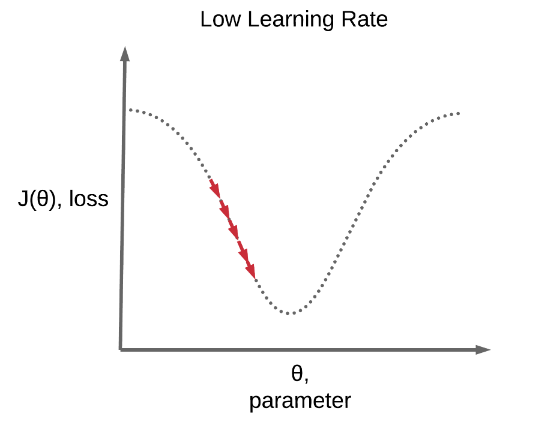 Low Learning Rate
J(θ), loss
θ,
parameter